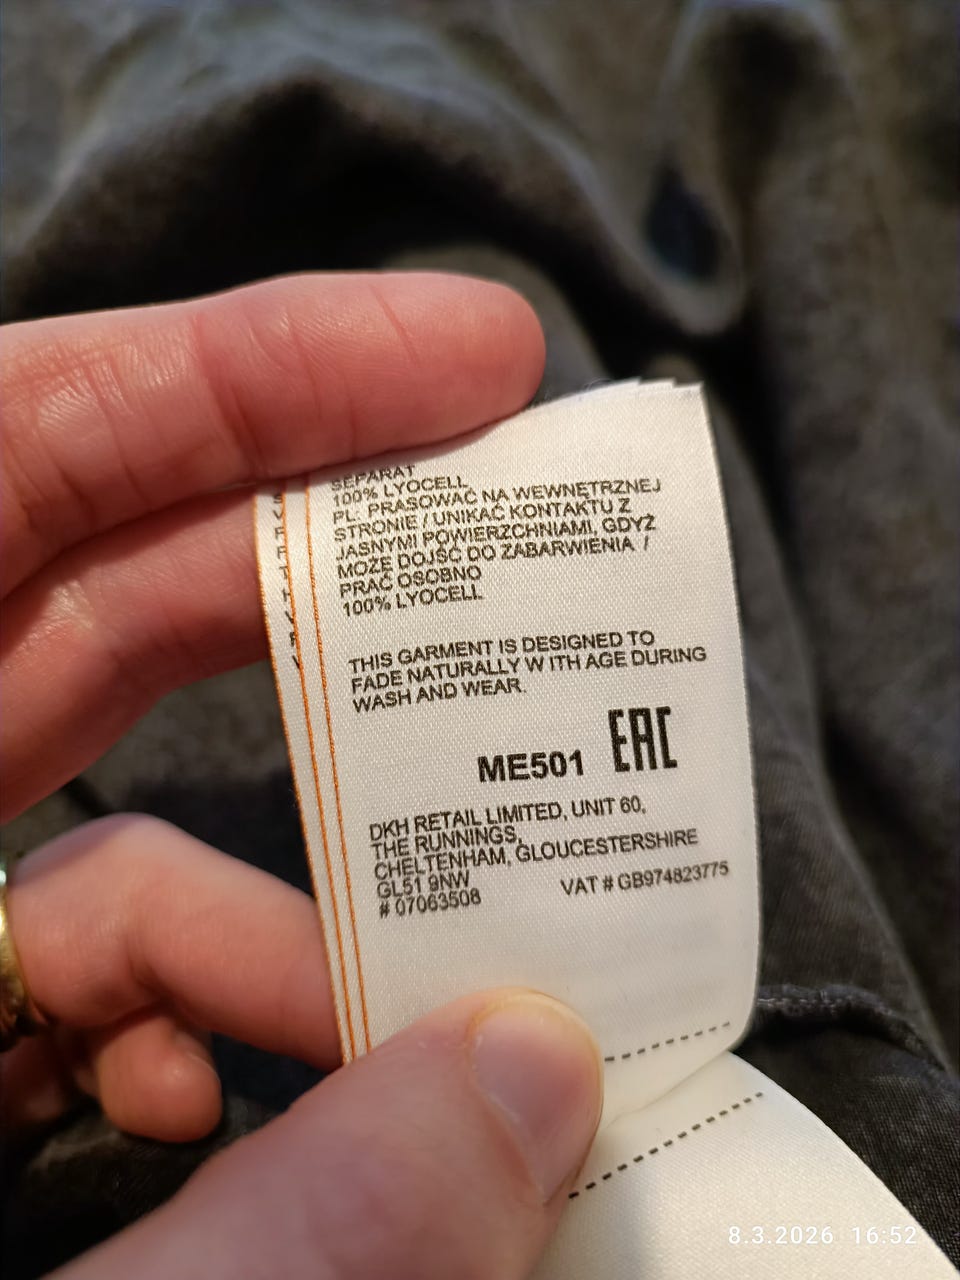 SEPARAT
100% LYOCELL
PL: PRASOWAĆ NA WEWNĘTRZNEJ
STRONIE / UNIKAĆ KONTAKTU Z
JASNYMI POWIERZCHNIAMI, GDYŻ
MOŻE DOJŚĆ DO ZABARWIENIA /
PRAĆ OSOBNO
100% LYOCELL
THIS GARMENT IS DESIGNED TO
FADE NATURALLY W ITH AGE DURING
WASH AND WEAR.
ME501 EAC
DKH RETAIL LIMITED, UNIT 60,
THE RUNNINGS,
CHELTENHAM, GLOUCESTERSHIRE
GL51 9NW
# 07063508 VAT # GB974823775
8.3.2026 16:52